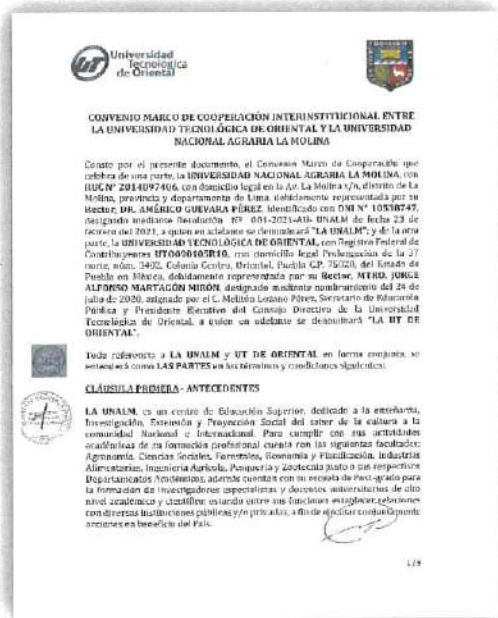 Universidad
Tecnológica
de Oriental
CONVENIO MARCO DE COOPERACIÓN INTERINSTITUCIONAL ENTRE
LA UNIVERSIDAD TECNOLÓGICA DE ORIENTAL Y LA UNIVERSIDAD
NACIONAL AGRARIA LA MOLINA
Conste por el presente documento, el Convenio Marco de Cooperación que
celebra de una parte, la UNIVERSIDAD NACIONAL AGRARIA LA MOLINA, con
RUC N° 2014097406, con domicilio legal en la Av. La Molina s/n, distrito de La
Molina, provincia y departamento de Lima, debidamente representada por su
Rector, DR. AMÉRICO GUEVARA PÉREZ, identificado con DNI N° 10538747,
designado mediante Resolución N° 001-2021-AU-UNALM de fecha 23 de
febrero del 2021, a quien en adelante se denominará "LA UNALM"; y de la otra
parte, la UNIVERSIDAD TECNOLÓGICA DE ORIENTAL, con Registro Federal de
Contribuyentes UTO000905R10, con domicilio legal Prolongación de la 37
norte, núm. 3402, Colonia Centro, Oriental, Puebla C.P. 75020, del Estado de
Puebla en México, debidamente representada por su Rector, MTRO. JORGE
ALFONSO MARTAGÓN MIRÓN, designado mediante nombramiento del 24 de
julio de 2020, asignado por el C. Melitón Lozano Pérez, Secretario de Educación
Pública y Presidente Ejecutivo del Consejo Directivo de la Universidad
Tecnológica de Oriental, a quien en adelante se denominará "LA UT DE
ORIENTAL".
Toda referencia a LA UNALM y UT DE ORIENTAL en forma conjunta, se
entenderá como LAS PARTES en los términos y condiciones siguientes:
CLÁUSULA PRIMERA- ANTECEDENTES
LA UNALM, es un centro de Educación Superior, dedicado a la enseñanza,
Investigación, Extensión y Proyección Social del saber de la cultura a la
comunidad Nacional e Internacional. Para cumplir con sus actividades
académicas de su formación profesional cuenta con las siguientes facultades:
Agronomía, Ciencias Sociales, Forestales, Economía y Planificación, Industrias
Alimentarias, Ingeniería Agrícola, Pesquería y Zootecnia junto a sus respectivos
Departamentos Académicos, además cuentan con su escuela de Post-grado para
la formación de investigadores especialistas y docentes universitarios de alto
nivel académico y científico; estando entre sus funciones establecer relaciones
con diversas instituciones públicas y/o privadas, a fin de ejecutar conjuntamente
acciones en beneficio del País.